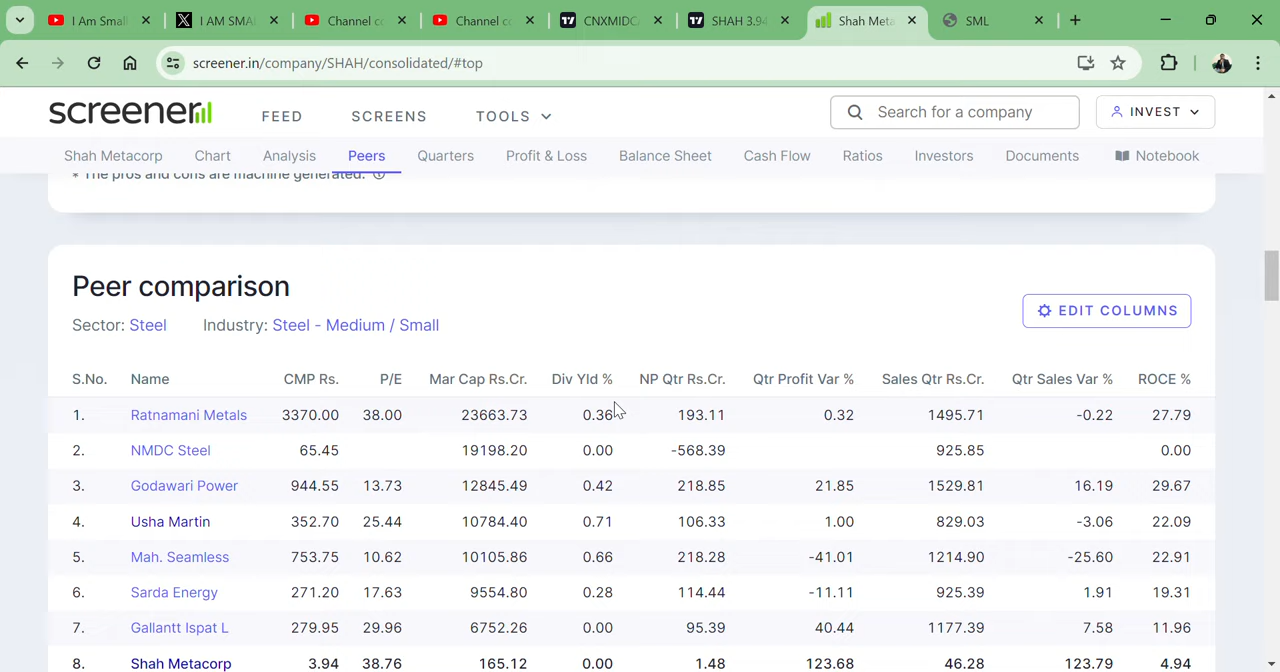 I Am Small
I AM SMA
Channel co
Channel co
CNXMIDC
SHAH 3.94
Shah Meta
SML
screener.in/company/SHAH/consolidated/#top
screener
FEED
SCREENS
TOOLS
Search for a company
INVEST
Shah Metacorp
Chart
Analysis
Peers
Quarters
Profit & Loss
Balance Sheet
Cash Flow
Ratios
Investors
Documents
Notebook
* The pros and cons are machine generated.
Peer comparison
Sector: Steel Industry: Steel - Medium / Small
EDIT COLUMNS
S.No. Name CMP Rs. P/E Mar Cap Rs.Cr. Div Yld % NP Qtr Rs.Cr. Qtr Profit Var % Sales Qtr Rs.Cr. Qtr Sales Var % ROCE %
1. Ratnamani Metals 3370.00 38.00 23663.73 0.36 193.11 0.32 1495.71 -0.22 27.79
2. NMDC Steel 65.45 19198.20 0.00 -568.39 925.85 0.00
3. Godawari Power 944.55 13.73 12845.49 0.42 218.85 21.85 1529.81 16.19 29.67
4. Usha Martin 352.70 25.44 10784.40 0.71 106.33 1.00 829.03 -3.06 22.09
5. Mah. Seamless 753.75 10.62 10105.86 0.66 218.28 -41.01 1214.90 -25.60 22.91
6. Sarda Energy 271.20 17.63 9554.80 0.28 114.44 -11.11 925.39 1.91 19.31
7. Gallantt Ispat L 279.95 29.96 6752.26 0.00 95.39 40.44 1177.39 7.58 11.96
8. Shah Metacorp 3.94 38.76 165.12 0.00 1.48 123.68 46.28 123.79 4.94